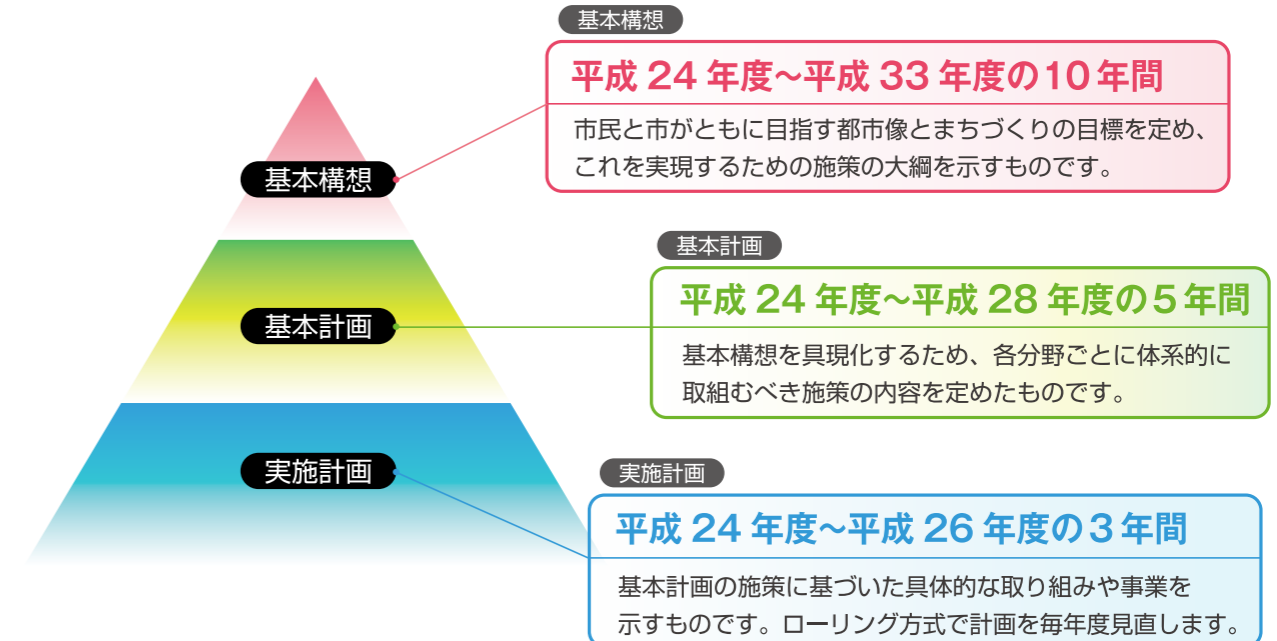 基本構想
平成 24 年度～平成 33 年度の10年間
市民と市がともに目指す都市像とまちづくりの目標を定め、
これを実現するための施策の大綱を示すものです。
基本構想
基本計画
平成 24 年度～平成 28 年度の5年間
基本構想を具現化するため、各分野ごとに体系的に
取組むべき施策の内容を定めたものです。
基本計画
実施計画
平成 24 年度～平成 26 年度の3年間
基本計画の施策に基づいた具体的な取り組みや事業を
示すものです。ローリング方式で計画を毎年度見直します。
実施計画